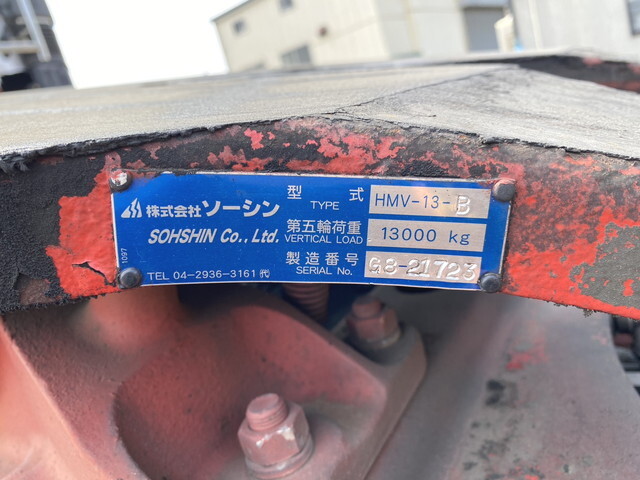 株式会社ソーシン
SOHSHIN Co., Ltd.
TEL 04-2936-3161 ㈹
1097
型式 HMV-13-B
TYPE
第五輪荷重 13000 kg
VERTICAL LOAD
製造番号 G8-21723
SERIAL No.